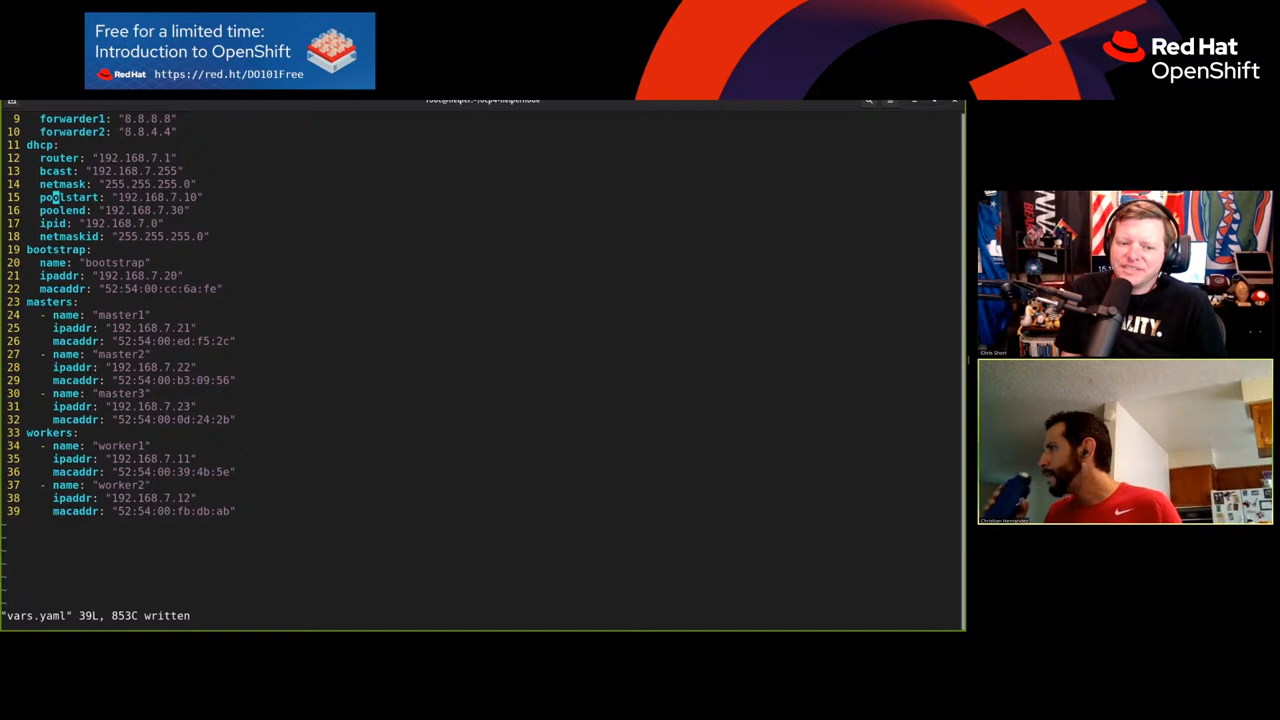 Free for a limited time:
Introduction to OpenShift
Red Hat https://red.ht/DO101Free
Red Hat
OpenShift
9 forwarder1: "8.8.8.8"
10 forwarder2: "8.8.4.4"
11 dhcp:
12 router: "192.168.7.1"
13 bcast: "192.168.7.255"
14 netmask: "255.255.255.0"
15 poolstart: "192.168.7.10"
16 poolend: "192.168.7.30"
17 ipid: "192.168.7.0"
18 netmaskid: "255.255.255.0"
19 bootstrap:
20 name: "bootstrap"
21 ipaddr: "192.168.7.20"
22 macaddr: "52:54:00:cc:6a:fe"
23 masters:
24 - name: "master1"
25 ipaddr: "192.168.7.21"
26 macaddr: "52:54:00:ed:f5:2c"
27 - name: "master2"
28 ipaddr: "192.168.7.22"
29 macaddr: "52:54:00:b3:09:56"
30 - name: "master3"
31 ipaddr: "192.168.7.23"
32 macaddr: "52:54:00:0d:24:2b"
33 workers:
34 - name: "worker1"
35 ipaddr: "192.168.7.11"
36 macaddr: "52:54:00:39:4b:5e"
37 - name: "worker2"
38 ipaddr: "192.168.7.12"
39 macaddr: "52:54:00:fb:db:ab"
~
~
~
~
~
~
~
"vars.yaml" 39L, 853C written
Chris Short
Christian Hernandez